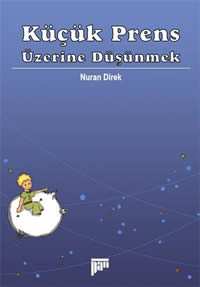 Küçük Prens
Üzerine Düşünmek
Nuran Direk
pan